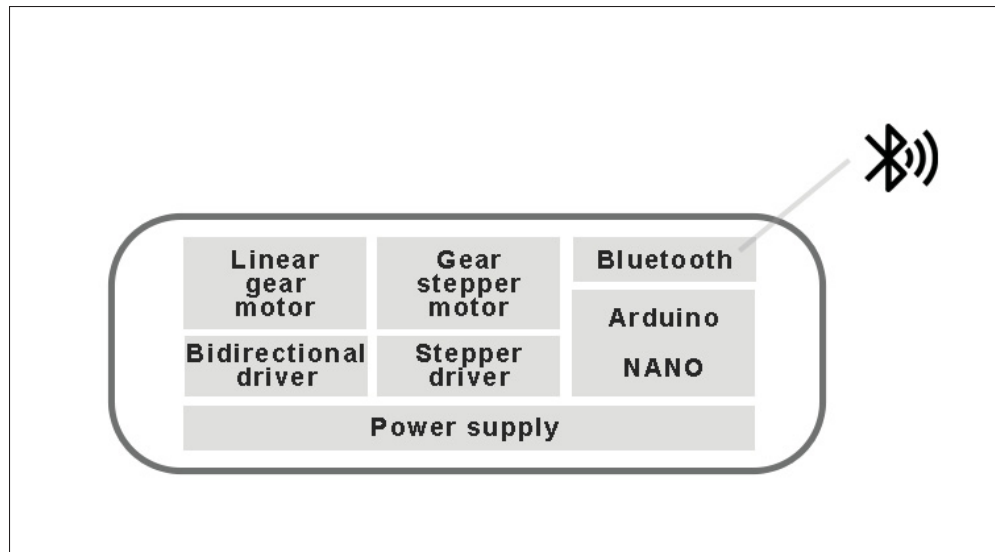 Linear
gear
motor
Gear
stepper
motor
Bluetooth
Arduino
NANO
Bidirectional
driver
Stepper
driver
Power supply